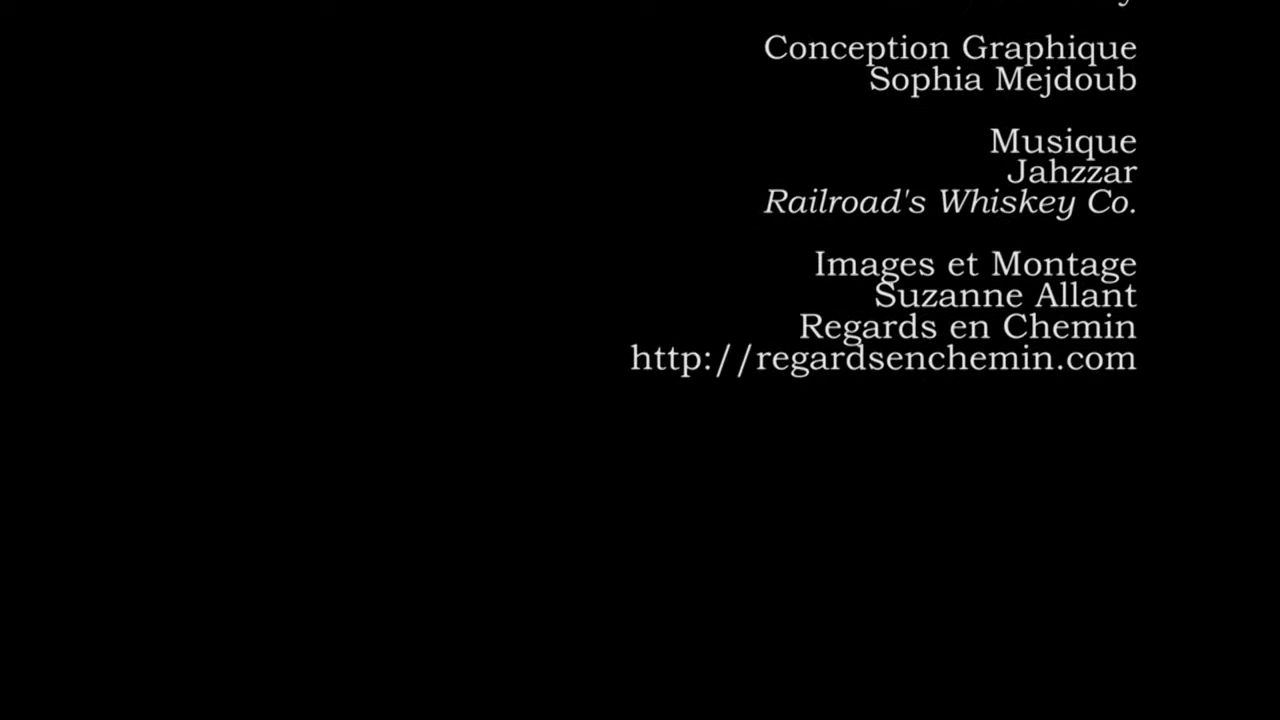 Conception Graphique
Sophia Mejdoub
Musique
Jahzzar
Railroad's Whiskey Co.
Images et Montage
Suzanne Allant
Regards en Chemin
http://regardsenchemin.com